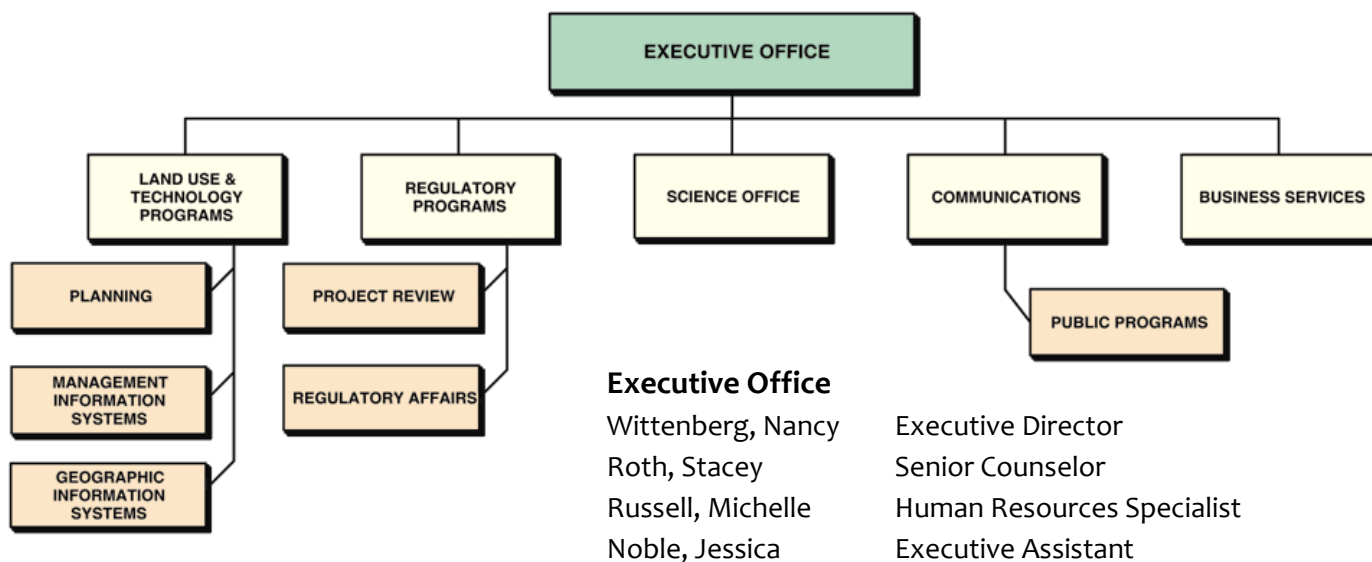 EXECUTIVE OFFICE
LAND USE &
TECHNOLOGY
PROGRAMS
REGULATORY
PROGRAMS
SCIENCE OFFICE
COMMUNICATIONS
BUSINESS SERVICES
PLANNING
MANAGEMENT
INFORMATION
SYSTEMS
GEOGRAPHIC
INFORMATION
SYSTEMS
PROJECT REVIEW
REGULATORY AFFAIRS
PUBLIC PROGRAMS
Executive Office
Wittenberg, Nancy Executive Director
Roth, Stacey Senior Counselor
Russell, Michelle Human Resources Specialist
Noble, Jessica Executive Assistant